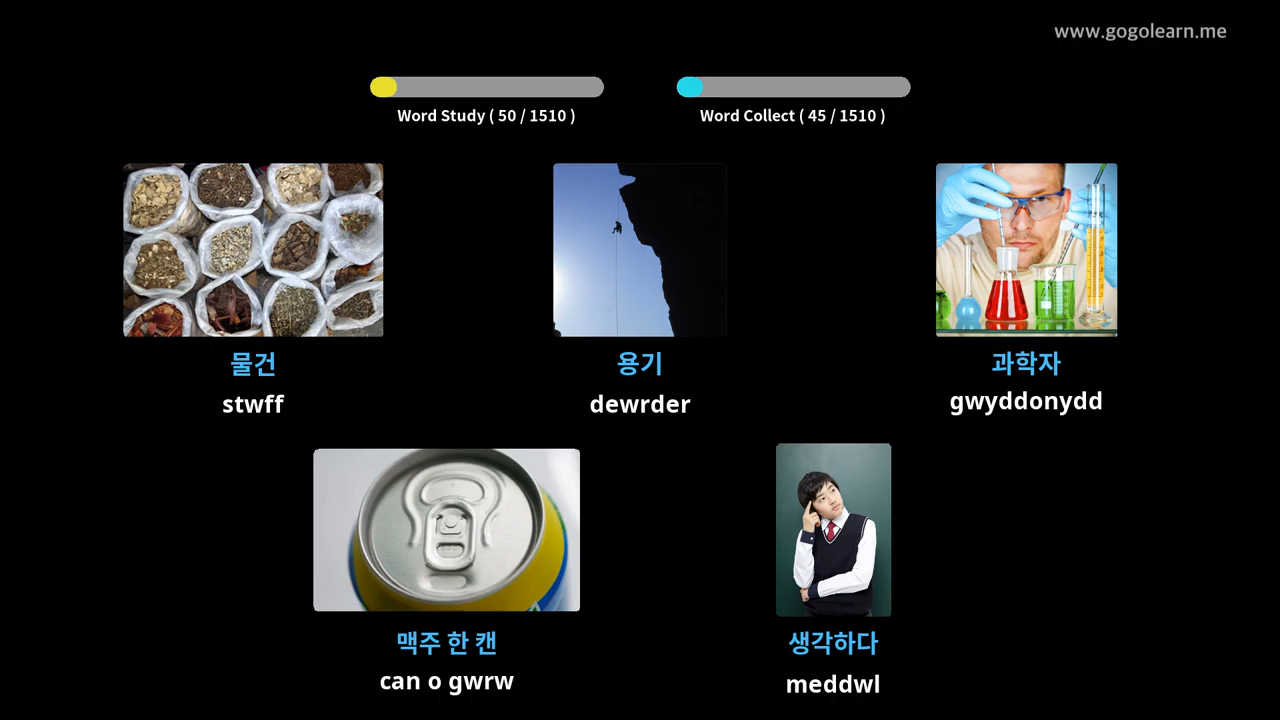 www.gogolearn.me
Word Study ( 50 / 1510 )
Word Collect ( 45 / 1510 )
물건
stwff
용기
dewrder
과학자
gwyddonydd
맥주 한 캔
can o gwrw
생각하다
meddwl